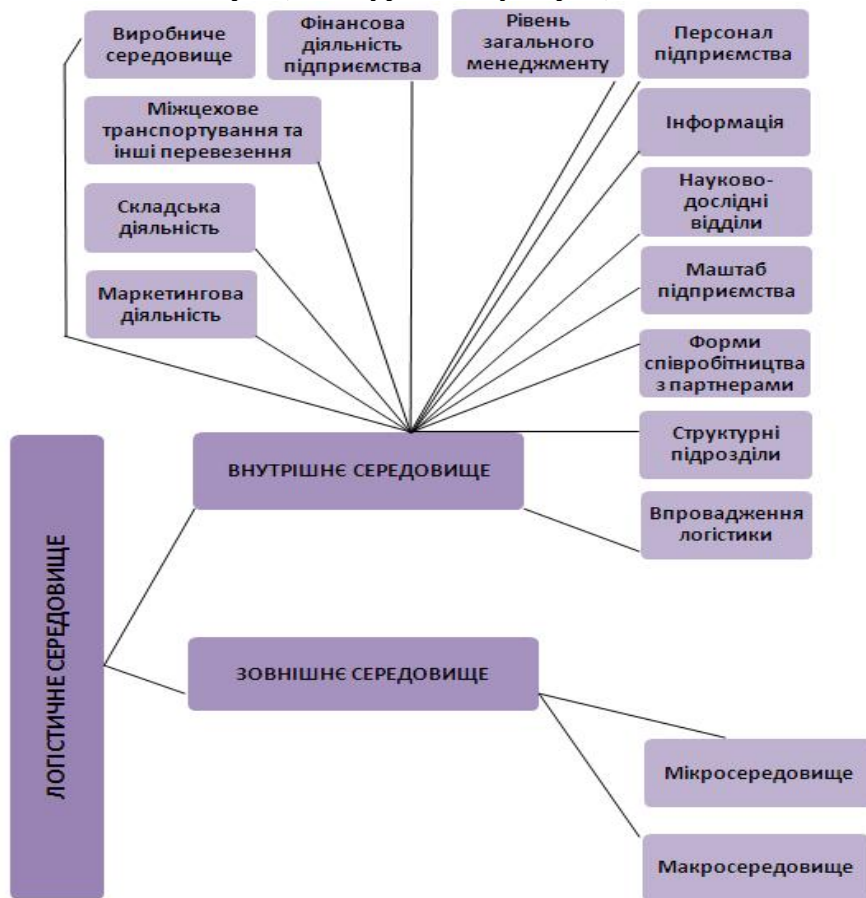 Виробниче
середовище
Фінансова
діяльність
підприємства
Рівень
загального
менеджменту
Персонал
підприємства
Міжцехове
транспортування та
інші перевезення
Інформація
Складська
діяльність
Науково-
дослідні
відділи
Маркетингова
діяльність
Маштаб
підприємства
Форми
співробітництва
з партнерами
Структурні
підрозділи
ВНУТРІШНЄ СЕРЕДОВИЩЕ
Впровадження
логістики
ЛОГІСТИЧНЕ СЕРЕДОВИЩЕ
ЗОВНІШНЄ СЕРЕДОВИЩЕ
Мікросередовище
Макросередовище